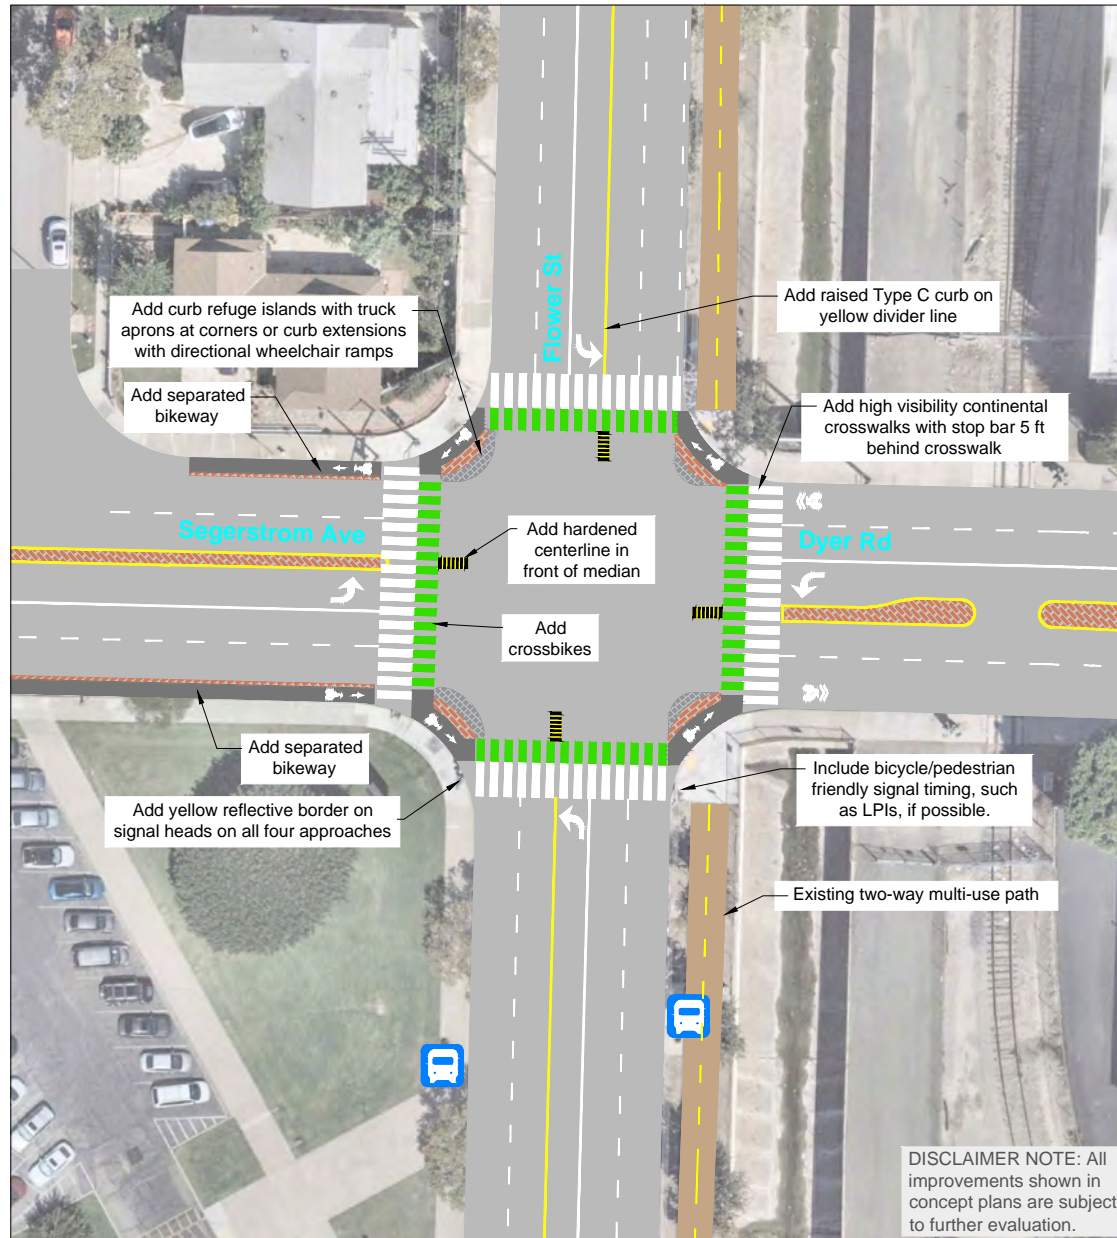 Flower St
Add raised Type C curb on
yellow divider line
Add curb refuge islands with truck
aprons at corners or curb extensions
with directional wheelchair ramps
Add separated
bikeway
Add high visibility continental
crosswalks with stop bar 5 ft
behind crosswalk
Segerstrom Ave
Add hardened
centerline in
front of median
Dyer Rd
Add
crossbikes
Add separated
bikeway
Include bicycle/pedestrian
friendly signal timing, such
as LPIs, if possible.
Add yellow reflective border on
signal heads on all four approaches
Existing two-way multi-use path
DISCLAIMER NOTE: All
improvements shown in
concept plans are subject
to further evaluation.